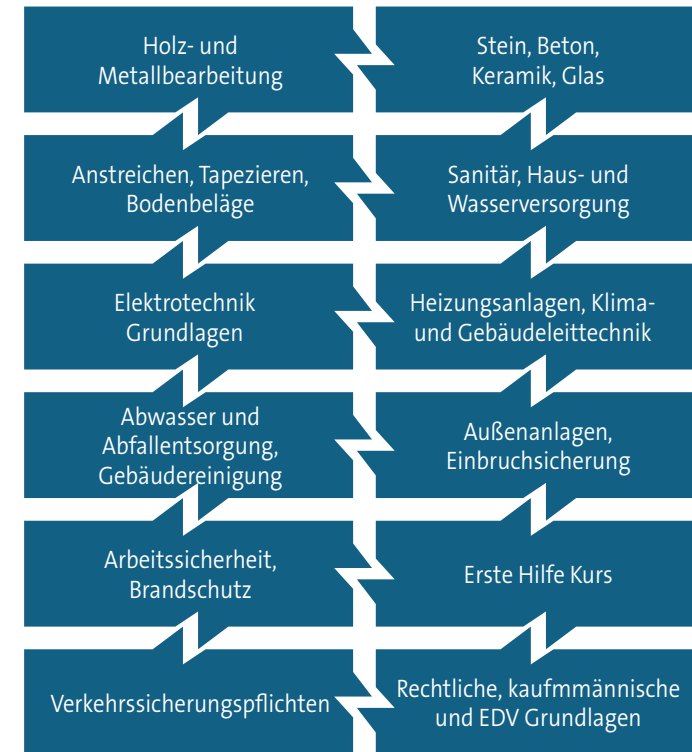 Holz- und
Metallbearbeitung
Stein, Beton,
Keramik, Glas
Anstreichen, Tapezieren,
Bodenbeläge
Sanitär, Haus- und
Wasserversorgung
Elektrotechnik
Grundlagen
Heizungsanlagen, Klima-
und Gebäudeleittechnik
Abwasser und
Abfallentsorgung,
Gebäudereinigung
Außenanlagen,
Einbruchsicherung
Arbeitssicherheit,
Brandschutz
Erste Hilfe Kurs
Verkehrssicherungspflichten
Rechtliche, kaufmmännische
und EDV Grundlagen